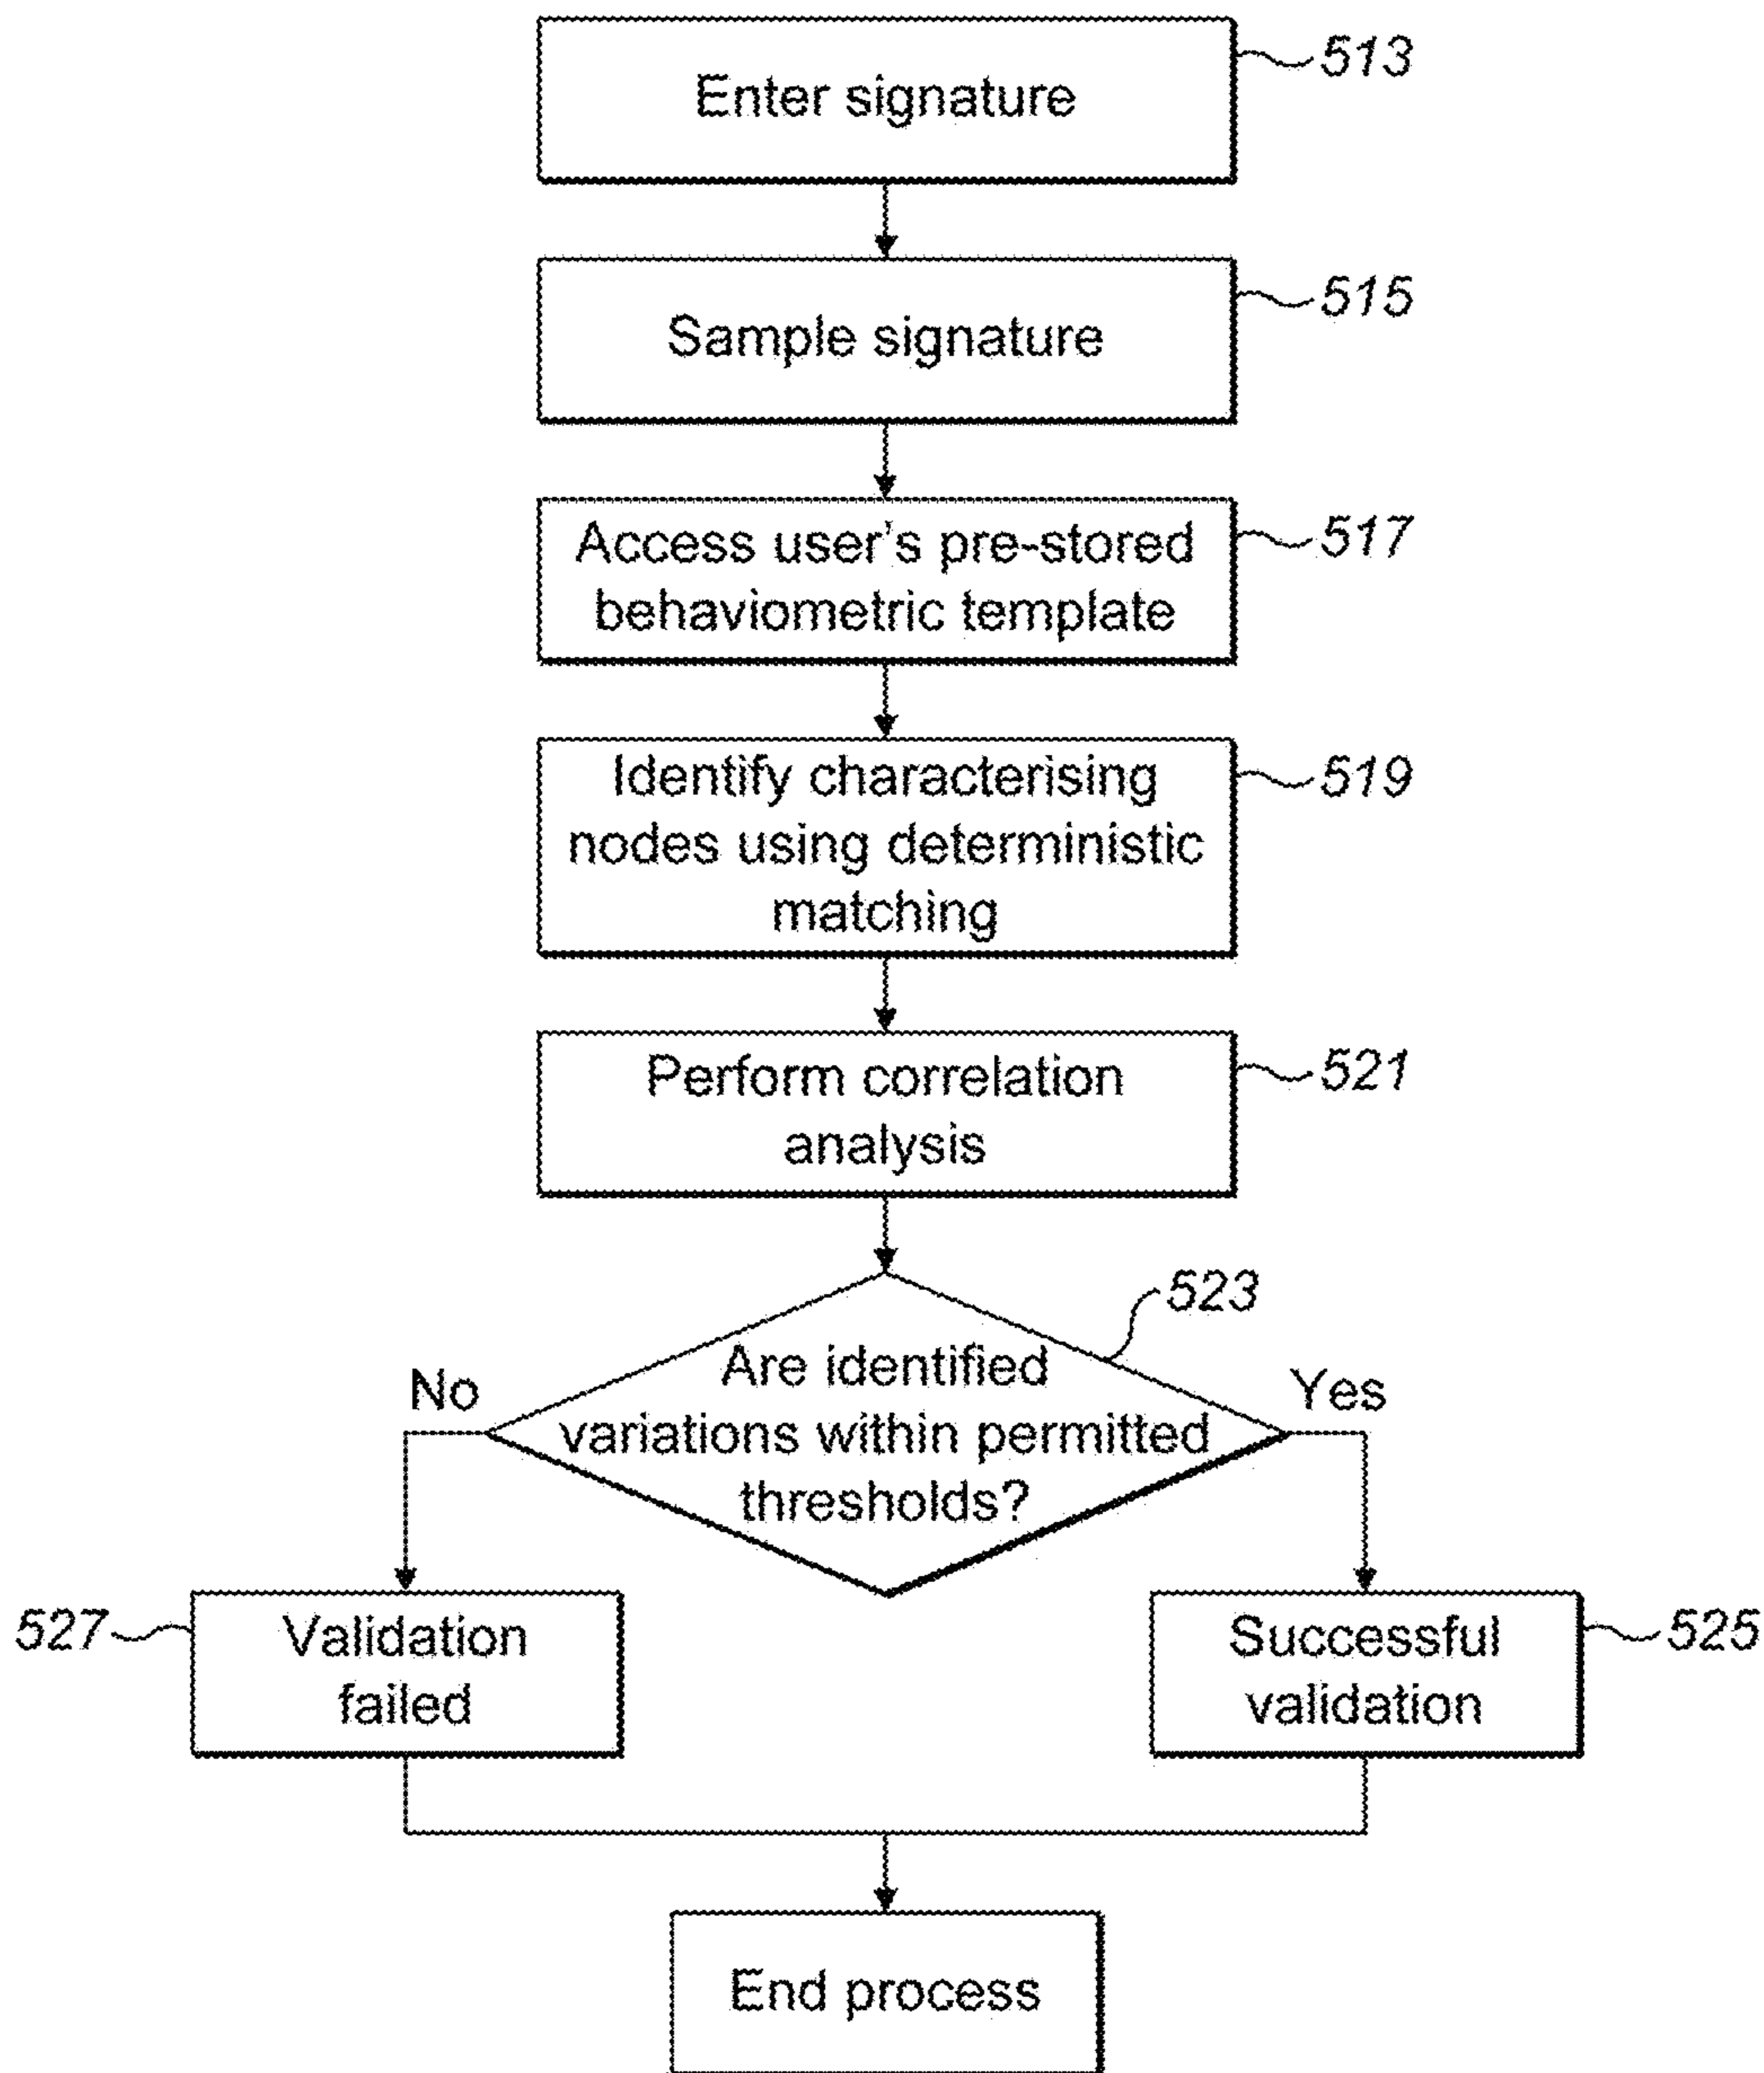 Enter signature
513
Sample signature
515
Access user's pre-stored
behaviometric template
517
Identify characterising
nodes using deterministic
matching
519
Perform correlation
analysis
521
523
Are identified
variations within permitted
thresholds?
No
Yes
527
Validation
failed
Successful
validation
525
End process